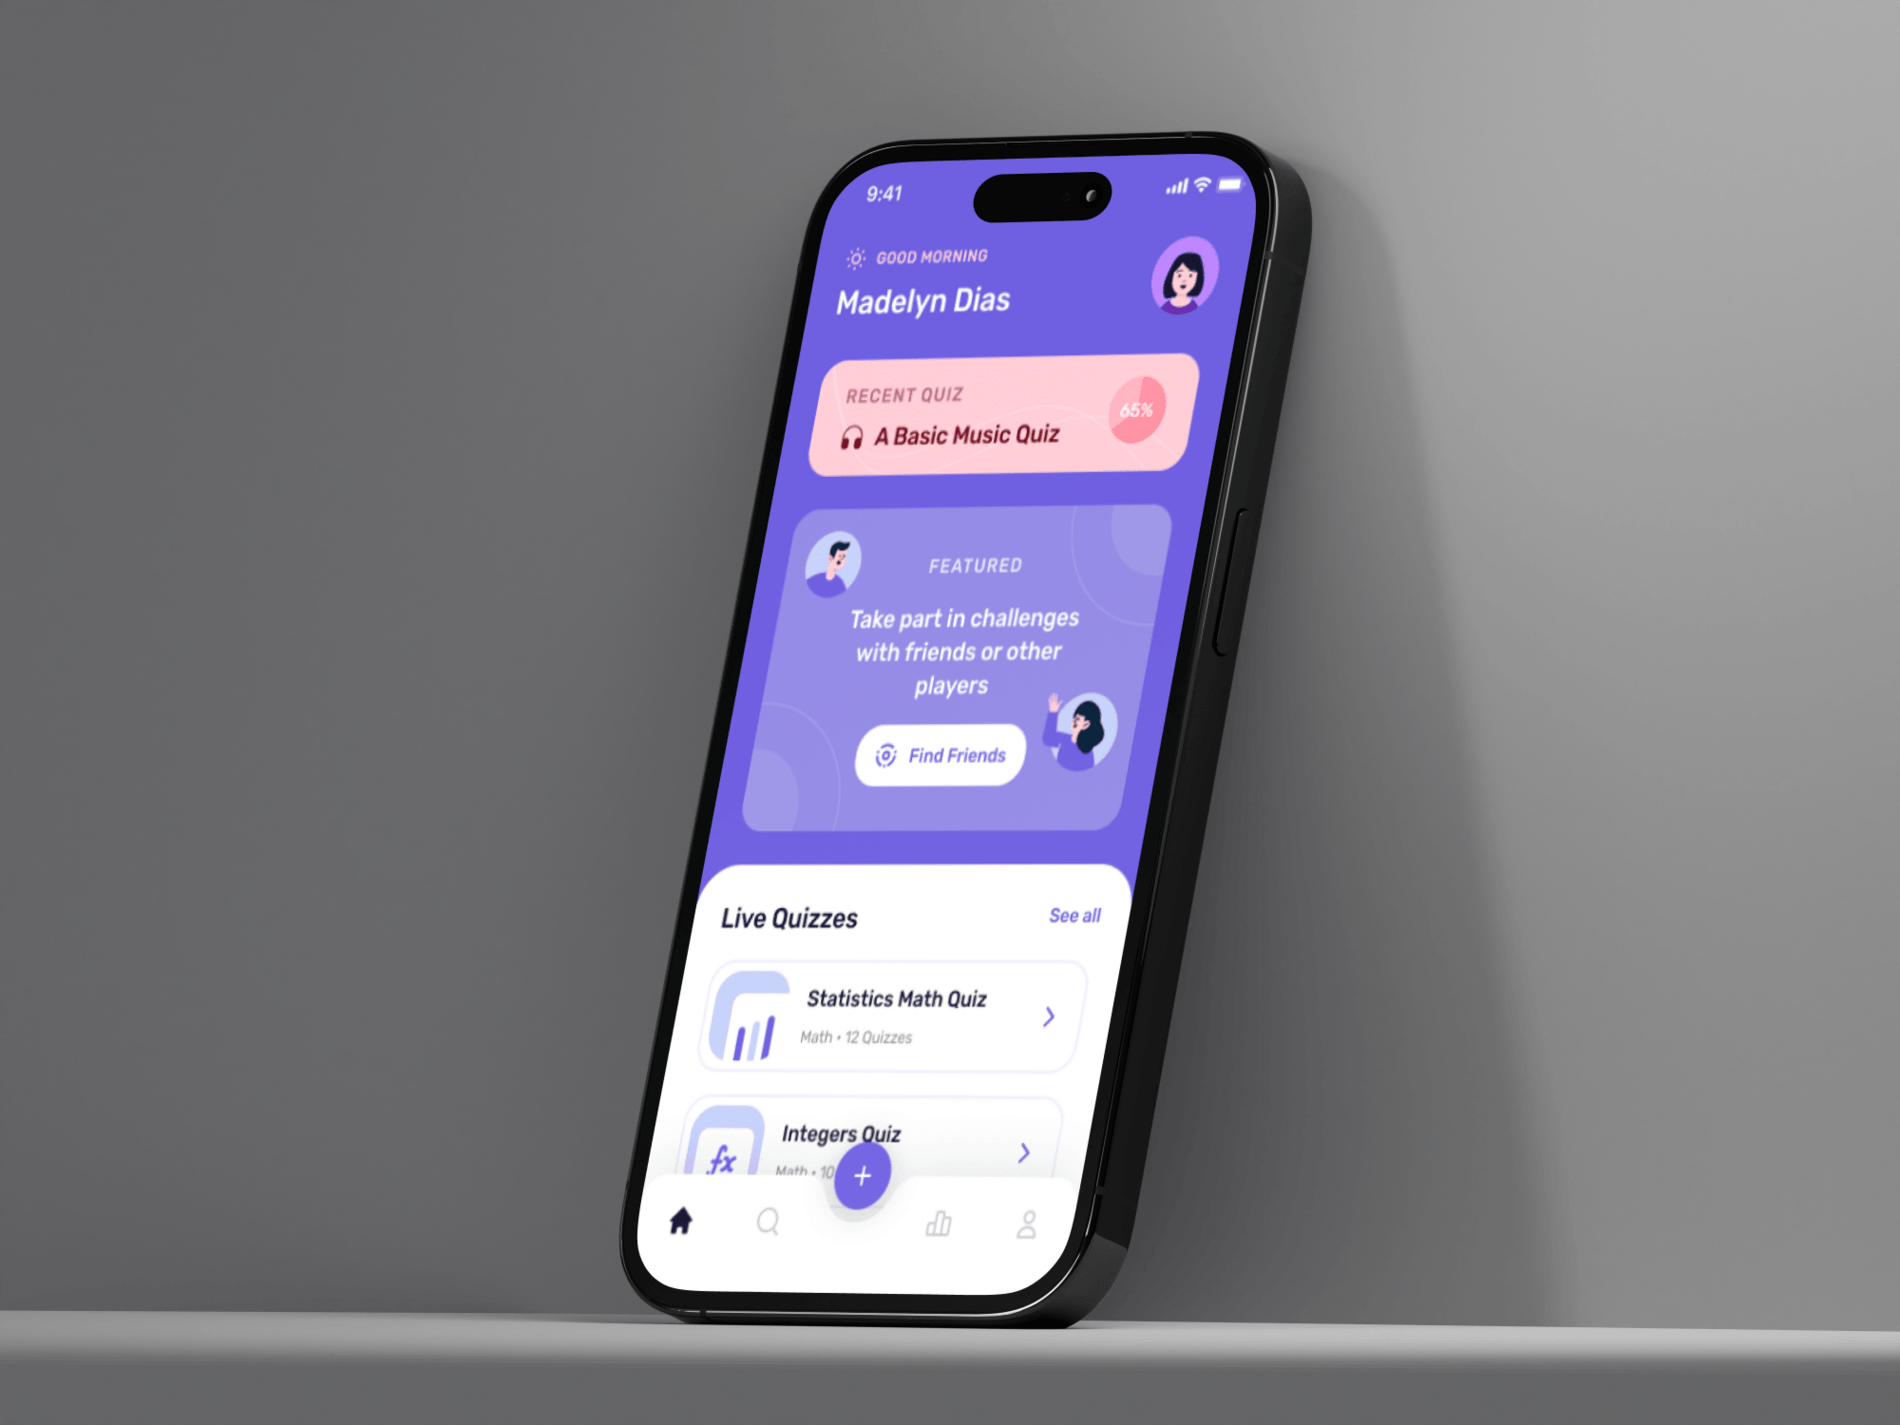 9:41
GOOD MORNING
Madelyn Dias
RECENT QUIZ
A Basic Music Quiz
65%
FEATURED
Take part in challenges
with friends or other
players
Find Friends
Live Quizzes
See all
Statistics Math Quiz
Math • 12 Quizzes
fx
Integers Quiz
Math • 10
+